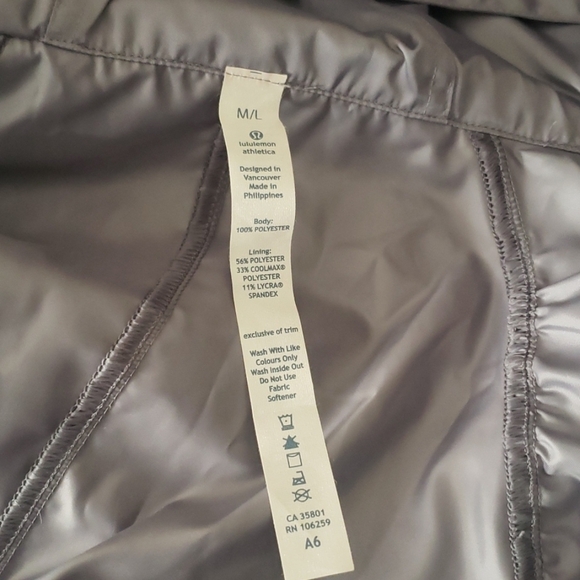 M/L
lululemon
athletica
Designed in
Vancouver
Made in
Philippines
Body:
100% POLYESTER
Lining:
56% POLYESTER
33% COOLMAX®
POLYESTER
11% LYCRA®
SPANDEX
exclusive of trim
Wash With Like
Colours Only
Wash Inside Out
Do Not Use
Fabric
Softener
CA 35801
RN 106259
A6